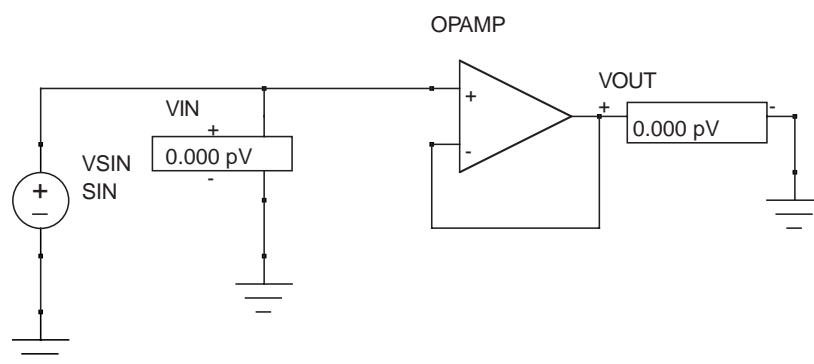 OPAMP
VOUT
+ -
VIN
+
+
0.000 pV
0.000 pV
-
-
VSIN
SIN
+
−